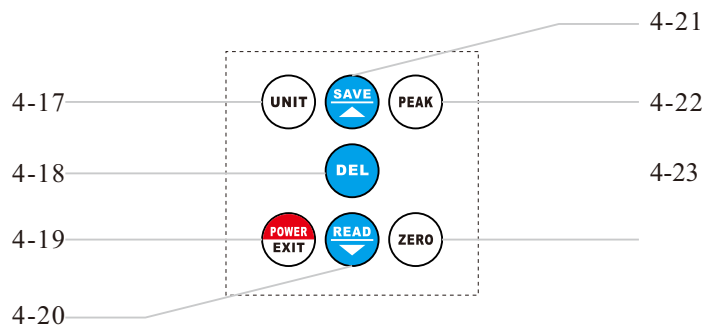 4-21
4-17
UNIT
SAVE
PEAK
4-22
4-18
DEL
4-23
4-19
POWER
EXIT
READ
ZERO
4-20